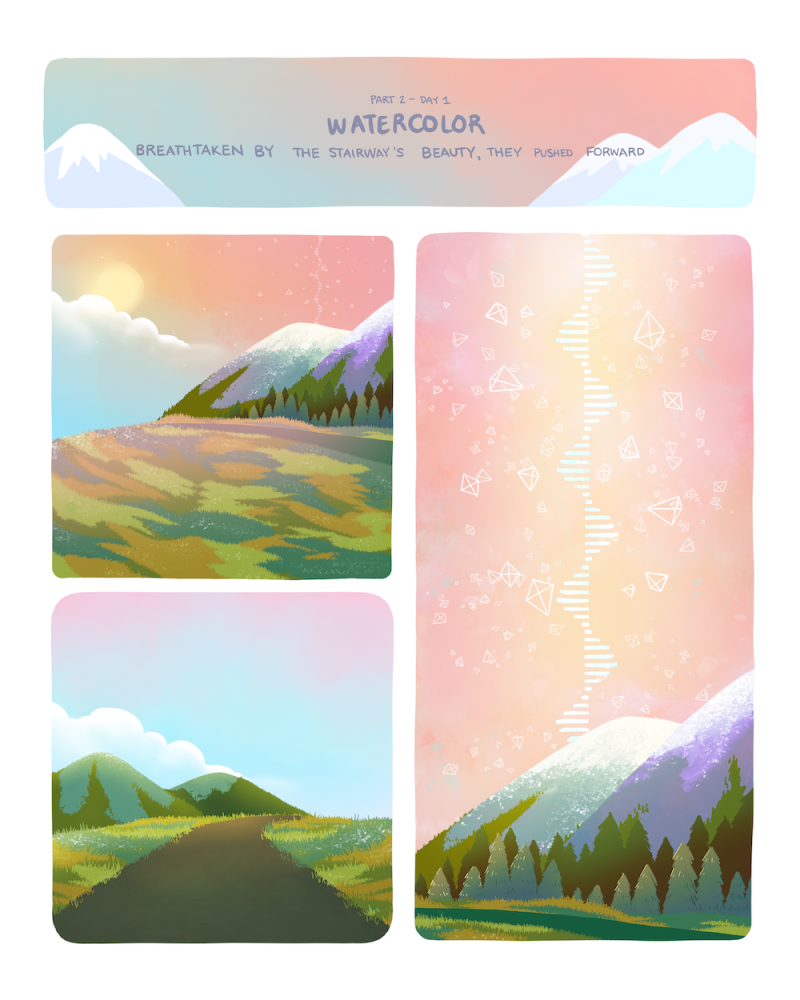 PART 2 - DAY 1
WATERCOLOR
BREATHTAKEN BY THE STAIRWAY'S BEAUTY, THEY PUSHED FORWARD